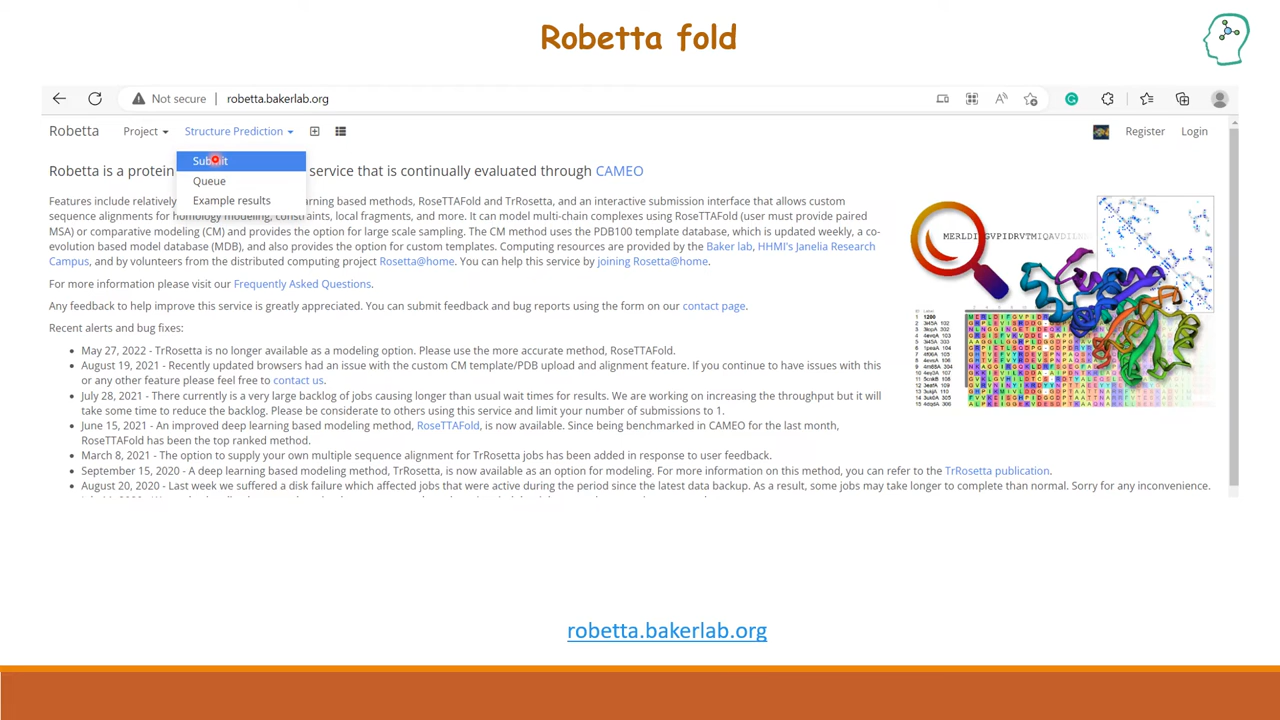 Robetta fold
Not secure robetta.bakerlab.org
Robetta Project Structure Prediction Register Login
Submit
Queue
Example results
Robetta is a protein service that is continually evaluated through CAMEO
Features include relatively ing based methods, RoseTTAFold and TrRosetta, and an interactive submission interface that allows custom
sequence alignments for homology modeling, constraints, local fragments, and more. It can model multi-chain complexes using RoseTTAFold (user must provide paired
MSA) or comparative modeling (CM) and provides the option for large scale sampling. The CM method uses the PDB100 template database, which is updated weekly, a co-
evolution based model database (MDB), and also provides the option for custom templates. Computing resources are provided by the Baker lab, HHMI's Janelia Research
Campus, and by volunteers from the distributed computing project Rosetta@home. You can help this service by joining Rosetta@home.
For more information please visit our Frequently Asked Questions.
Any feedback to help improve this service is greatly appreciated. You can submit feedback and bug reports using the form on our contact page.
Recent alerts and bug fixes:
• May 27, 2022 - TrRosetta is no longer available as a modeling option. Please use the more accurate method, RoseTTAFold.
• August 19, 2021 - Recently updated browsers had an issue with the custom CM template/PDB upload and alignment feature. If you continue to have issues with this
or any other feature please feel free to contact us.
• July 28, 2021 - There currently is a very large backlog of jobs causing longer than usual wait times for results. We are working on increasing the throughput but it will
take some time to reduce the backlog. Please be considerate to others using this service and limit your number of submissions to 1.
• June 15, 2021 - An improved deep learning based modeling method, RoseTTAFold, is now available. Since being benchmarked in CAMEO for the last month,
RoseTTAFold has been the top ranked method.
• March 8, 2021 - The option to supply your own multiple sequence alignment for TrRosetta jobs has been added in response to user feedback.
• September 15, 2020 - A deep learning based modeling method, TrRosetta, is now available as an option for modeling. For more information on this method, you can refer to the TrRosetta publication.
• August 20, 2020 - Last week we suffered a disk failure which affected jobs that were active during the period since the latest data backup. As a result, some jobs may take longer to complete than normal. Sorry for any inconvenience.
robetta.bakerlab.org